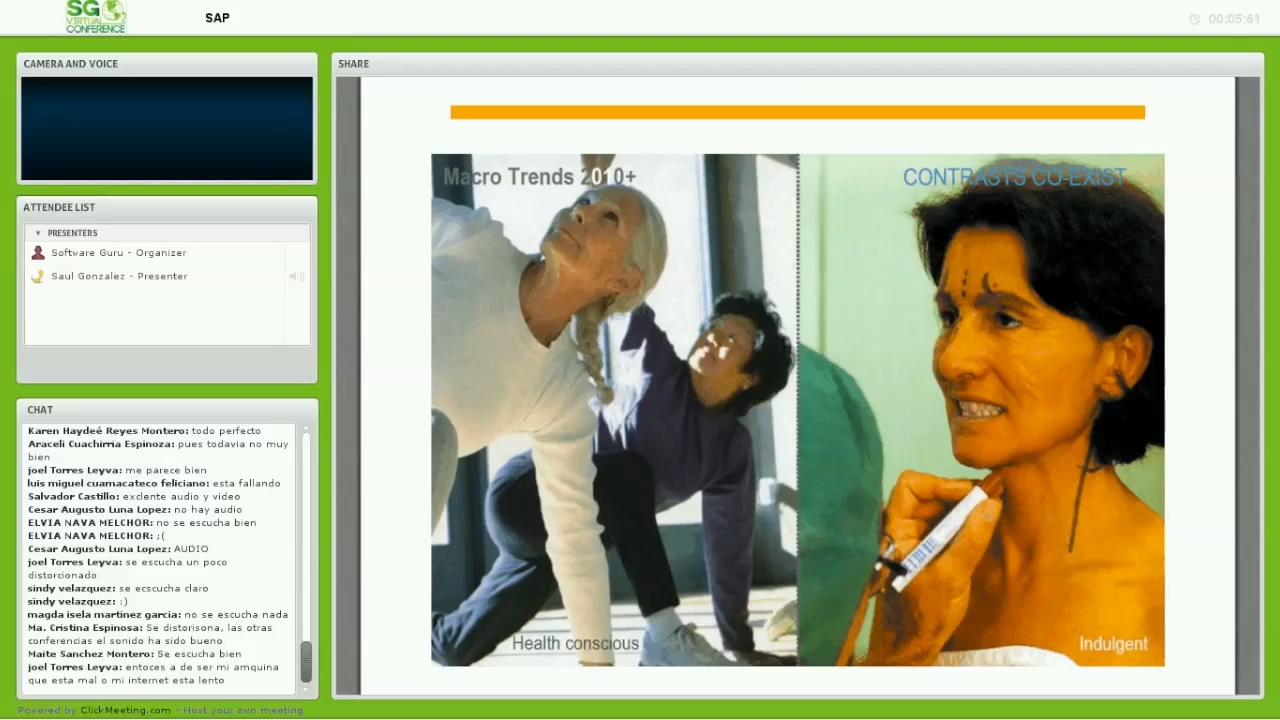 SG
VIRTUAL
CONFERENCE
SAP
00:05:51
CAMERA AND VOICE
SHARE
ATTENDEE LIST
PRESENTERS
Software Guru - Organizer
Saul Gonzalez - Presenter
CHAT
Karen Haydeé Reyes Montero: todo perfecto
Araceli Cuachirria Espinoza: pues todavia no muy
bien
joel Torres Leyva: me parece bien
luis miguel cuamacateco feliciano: esta fallando
Salvador Castillo: exclente audio y video
Cesar Augusto Luna Lopez: no hay audio
ELVIA NAVA MELCHOR: no se escucha bien
ELVIA NAVA MELCHOR: ;(
Cesar Augusto Luna Lopez: AUDIO
joel Torres Leyva: se escucha un poco
distorcionado
sindy velazquez: se ecscucha claro
sindy velazquez: :)
magda isela martinez garcia: no se escucha nada
Ma. Cristina Espinosa: Se distorisona, las otras
conferencias el sonido ha sido bueno
Maite Sanchez Montero: Se escucha bien
joel Torres Leyva: entoces a de ser mi amquina
que esta mal o mi internet esta lento
Macro Trends 2010+
CONTRASTS CO-EXIST
Health conscious
Indulgent
Powered by ClickMeeting.com - Host your own meeting